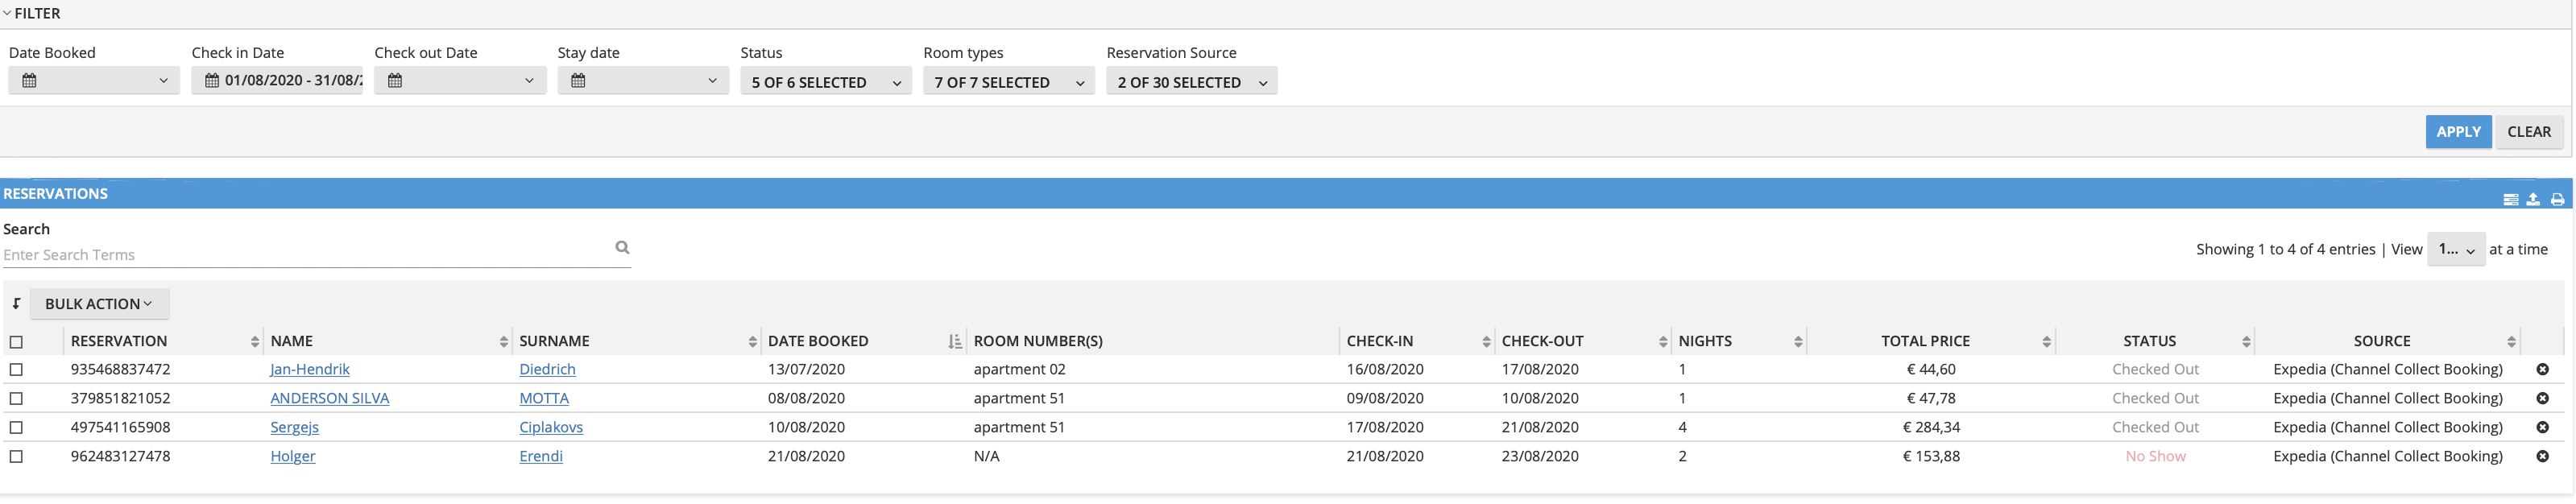 FILTER
Date Booked Check in Date Check out Date Stay date Status Room types Reservation Source
01/08/2020 - 31/08/2 5 OF 6 SELECTED 7 OF 7 SELECTED 2 OF 30 SELECTED
APPLY CLEAR
RESERVATIONS
Search
Enter Search Terms
Showing 1 to 4 of 4 entries | View 1... at a time
BULK ACTION
RESERVATION NAME SURNAME DATE BOOKED ROOM NUMBER(S) CHECK-IN CHECK-OUT NIGHTS TOTAL PRICE STATUS SOURCE
935468837472 Jan-Hendrik Diedrich 13/07/2020 apartment 02 16/08/2020 17/08/2020 1 € 44,60 Checked Out Expedia (Channel Collect Booking)
379851821052 ANDERSON SILVA MOTTA 08/08/2020 apartment 51 09/08/2020 10/08/2020 1 € 47,78 Checked Out Expedia (Channel Collect Booking)
497541165908 Sergejs Ciplakovs 10/08/2020 apartment 51 17/08/2020 21/08/2020 4 € 284,34 Checked Out Expedia (Channel Collect Booking)
962483127478 Holger Erendi 21/08/2020 N/A 21/08/2020 23/08/2020 2 € 153,88 No Show Expedia (Channel Collect Booking)